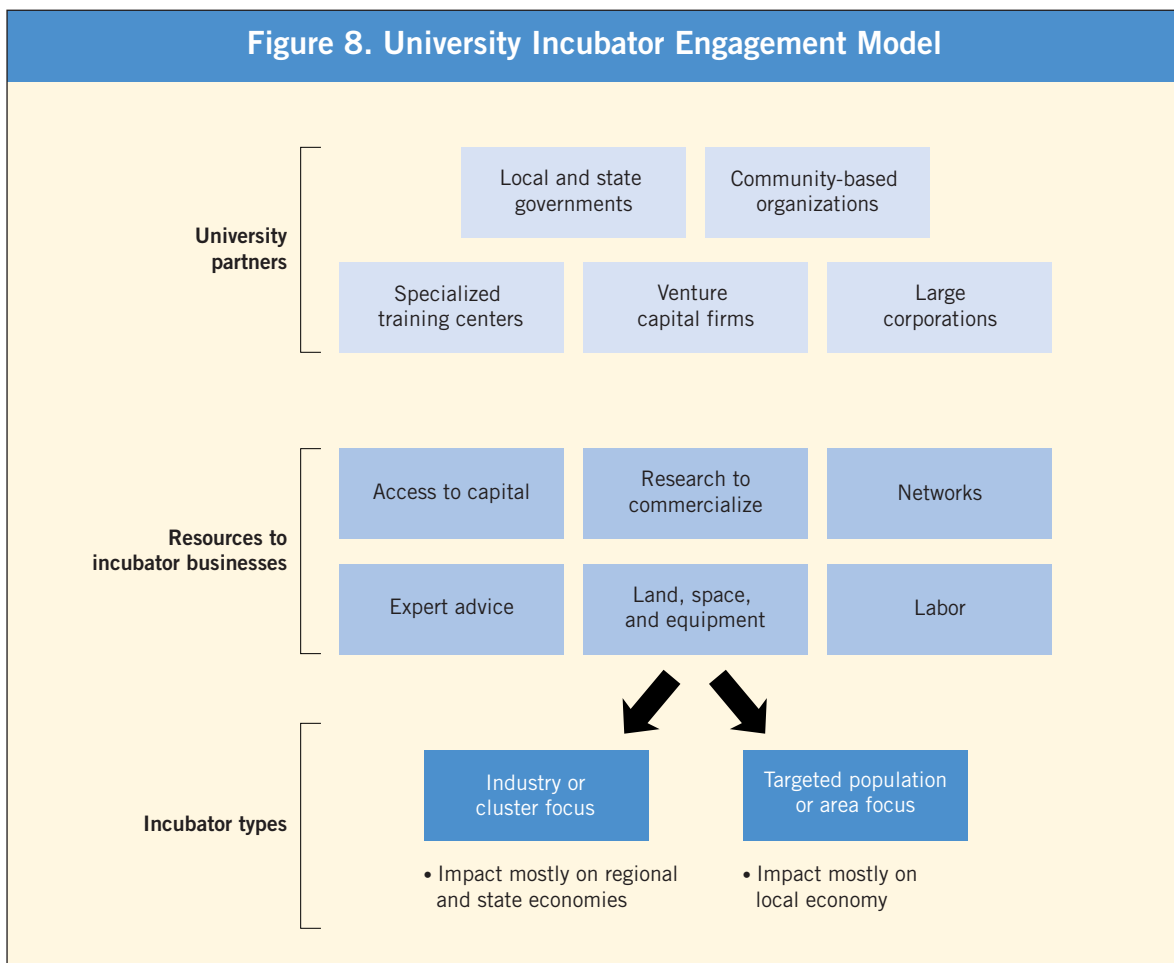 Figure 8. University Incubator Engagement Model
University
partners
Local and state
governments
Community-based
organizations
Specialized
training centers
Venture
capital firms
Large
corporations
Resources to
incubator businesses
Access to capital
Research to
commercialize
Networks
Expert advice
Land, space,
and equipment
Labor
Incubator types
Industry or
cluster focus
Targeted population
or area focus
• Impact mostly on regional
and state economies
• Impact mostly on
local economy